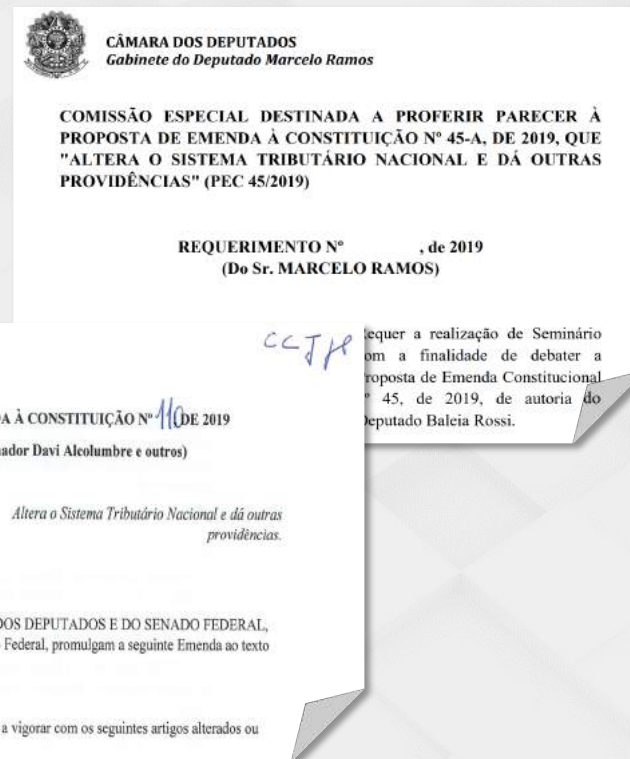 CÂMARA DOS DEPUTADOS
Gabinete do Deputado Marcelo Ramos
COMISSÃO ESPECIAL DESTINADA A PROFERIR PARECER À
PROPOSTA DE EMENDA À CONSTITUIÇÃO Nº 45-A, DE 2019, QUE
"ALTERA O SISTEMA TRIBUTÁRIO NACIONAL E DÁ OUTRAS
PROVIDÊNCIAS" (PEC 45/2019)
REQUERIMENTO Nº , de 2019
(Do Sr. MARCELO RAMOS)
equer a realização de Seminário
om a finalidade de debater a
roposta de Emenda Constitucional
º 45, de 2019, de autoria do
Deputado Baleia Rossi.
CCJ
A À CONSTITUIÇÃO Nº 110 DE 2019
ador Davi Alcolumbre e outros)
Altera o Sistema Tributário Nacional e dá outras
providências.
DOS DEPUTADOS E DO SENADO FEDERAL,
Federal, promulgam a seguinte Emenda ao texto
a vigorar com os seguintes artigos alterados ou